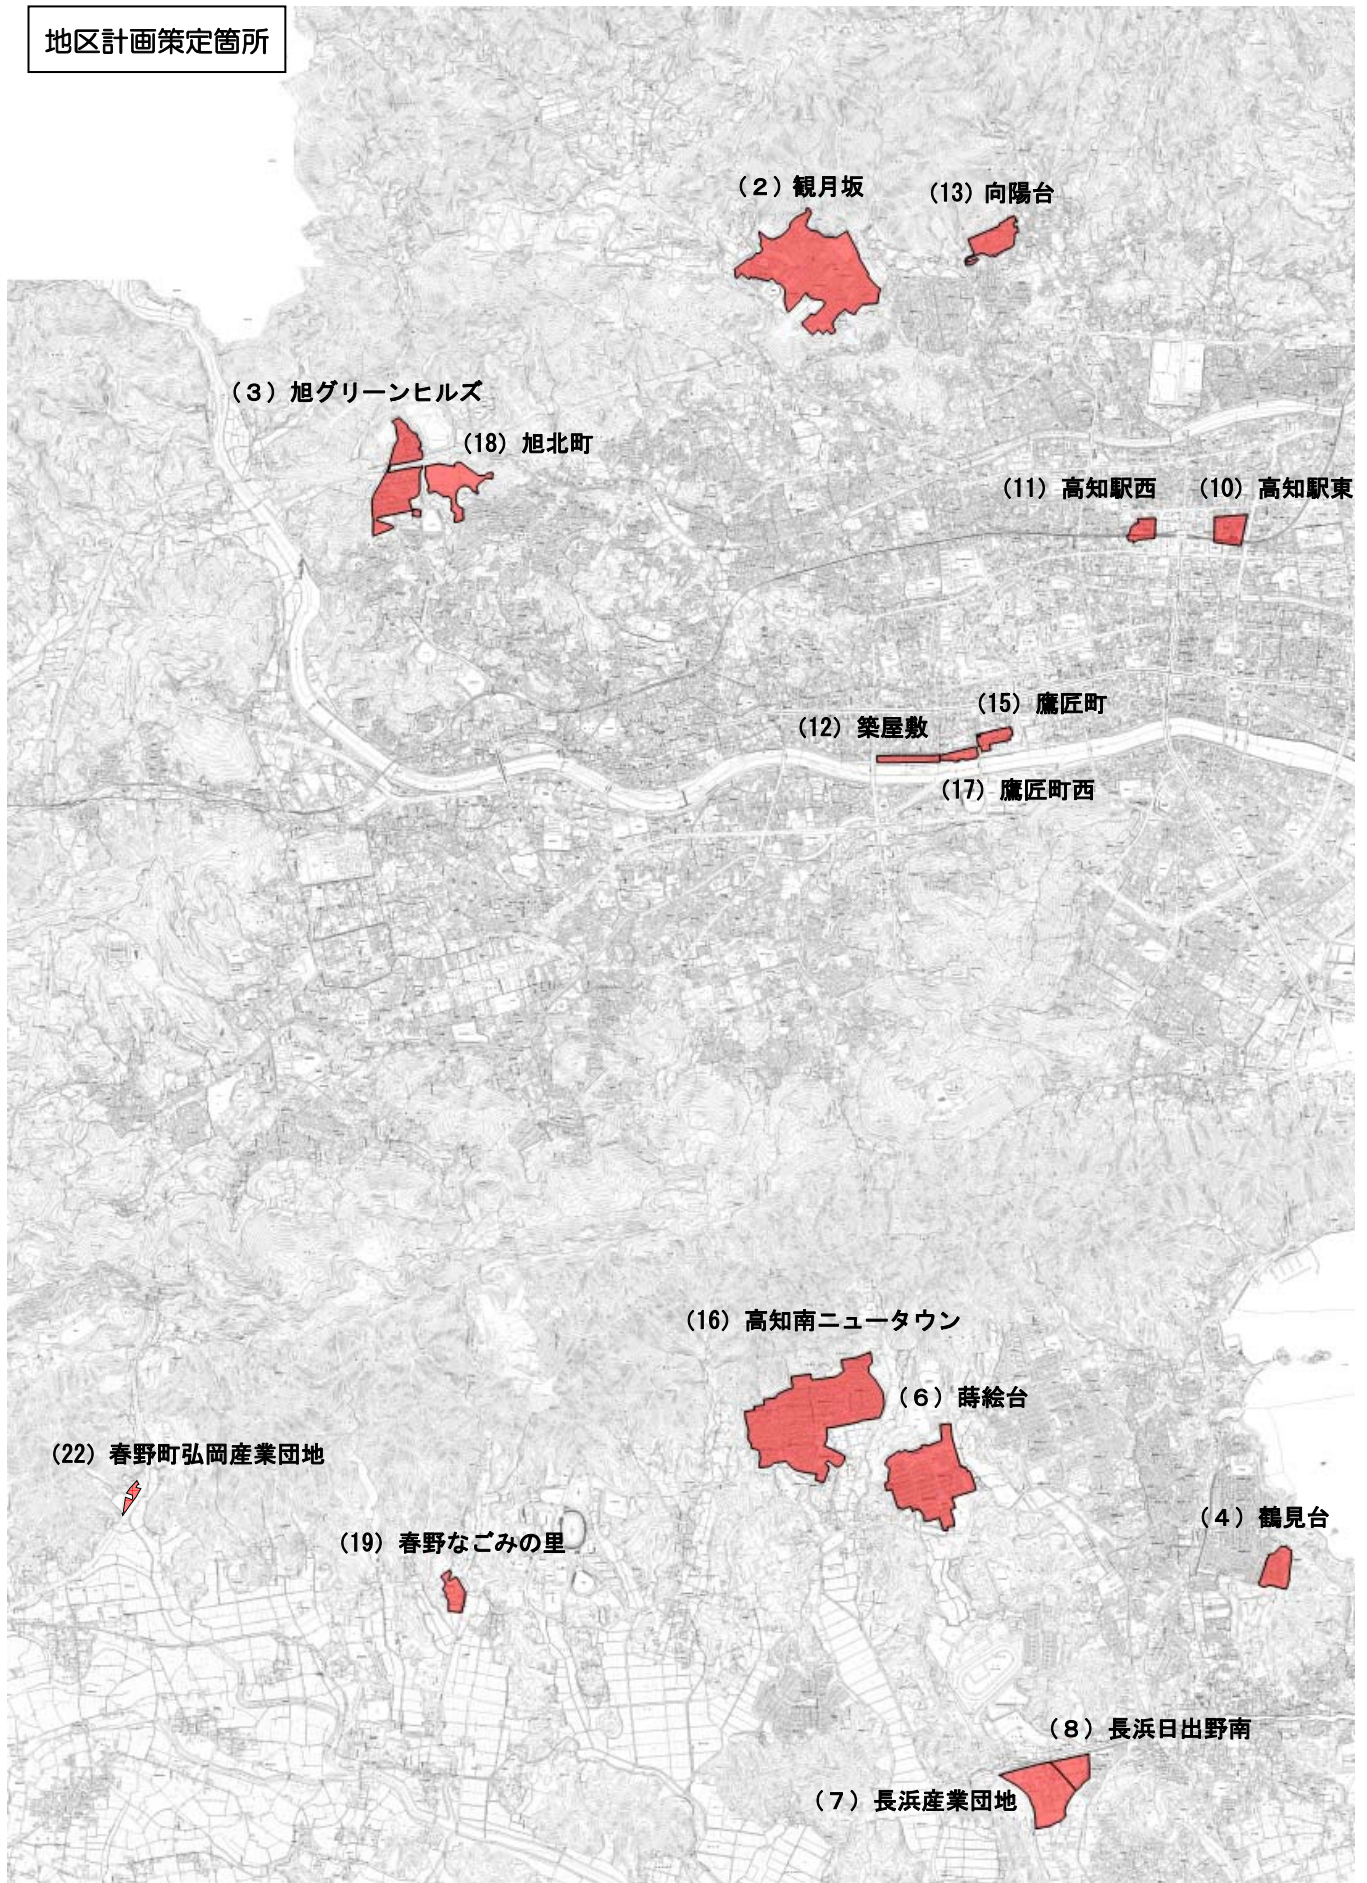 地区計画策定箇所
（２）観月坂
（13）向陽台
（３）旭グリーンヒルズ
（18）旭北町
（11）高知駅西
（10）高知駅東
（15）鷹匠町
（12）築屋敷
（17）鷹匠町西
（16）高知南ニュータウン
（６）蒔絵台
（22）春野町弘岡産業団地
（４）鶴見台
（19）春野なごみの里
（８）長浜日出野南
（７）長浜産業団地